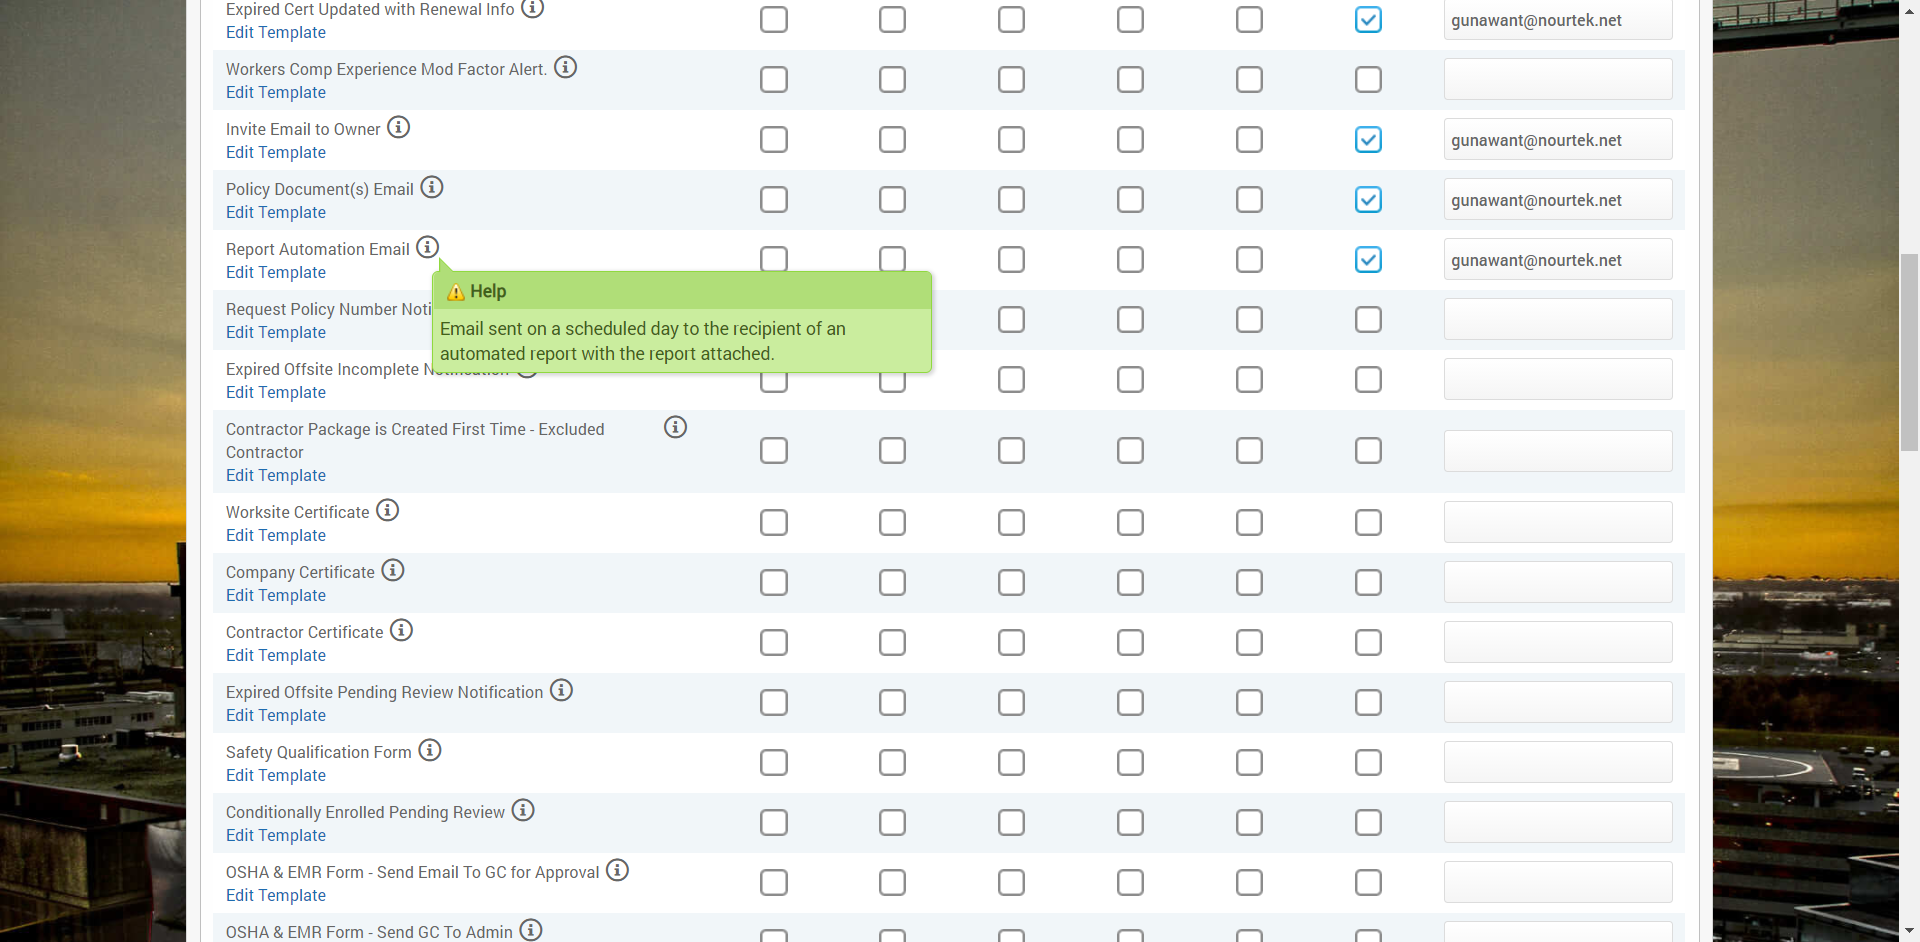 Expired Cert Updated with Renewal Info
Edit Template
gunawant@nourtek.net
Workers Comp Experience Mod Factor Alert.
Edit Template
Invite Email to Owner
Edit Template
gunawant@nourtek.net
Policy Document(s) Email
Edit Template
gunawant@nourtek.net
Report Automation Email
Edit Template
gunawant@nourtek.net
Help
Email sent on a scheduled day to the recipient of an
automated report with the report attached.
Request Policy Number Noti
Edit Template
Expired Offsite Incomplete Notification
Edit Template
Contractor Package is Created First Time - Excluded
Contractor
Edit Template
Worksite Certificate
Edit Template
Company Certificate
Edit Template
Contractor Certificate
Edit Template
Expired Offsite Pending Review Notification
Edit Template
Safety Qualification Form
Edit Template
Conditionally Enrolled Pending Review
Edit Template
OSHA & EMR Form - Send Email To GC for Approval
Edit Template
OSHA & EMR Form - Send GC To Admin